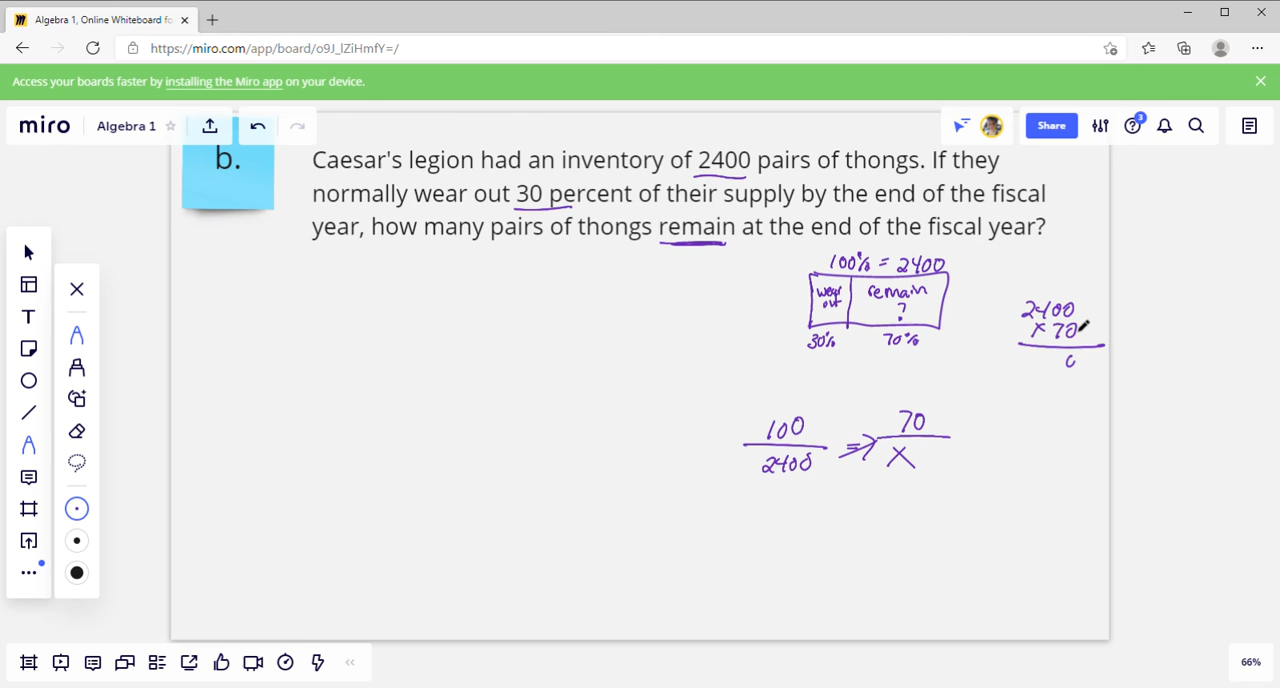 Algebra 1, Online Whiteboard fo
https://miro.com/app/board/o9J_lZiHmfY=/
Access your boards faster by installing the Miro app on your device.
miro
Algebra 1
Share
3
b.
Caesar's legion had an inventory of 2400 pairs of thongs. If they
normally wear out 30 percent of their supply by the end of the fiscal
year, how many pairs of thongs remain at the end of the fiscal year?
100% = 2400
wear out
remain
?
30%
70%
2400
x 70
0
100
2400
=
70
x
66%